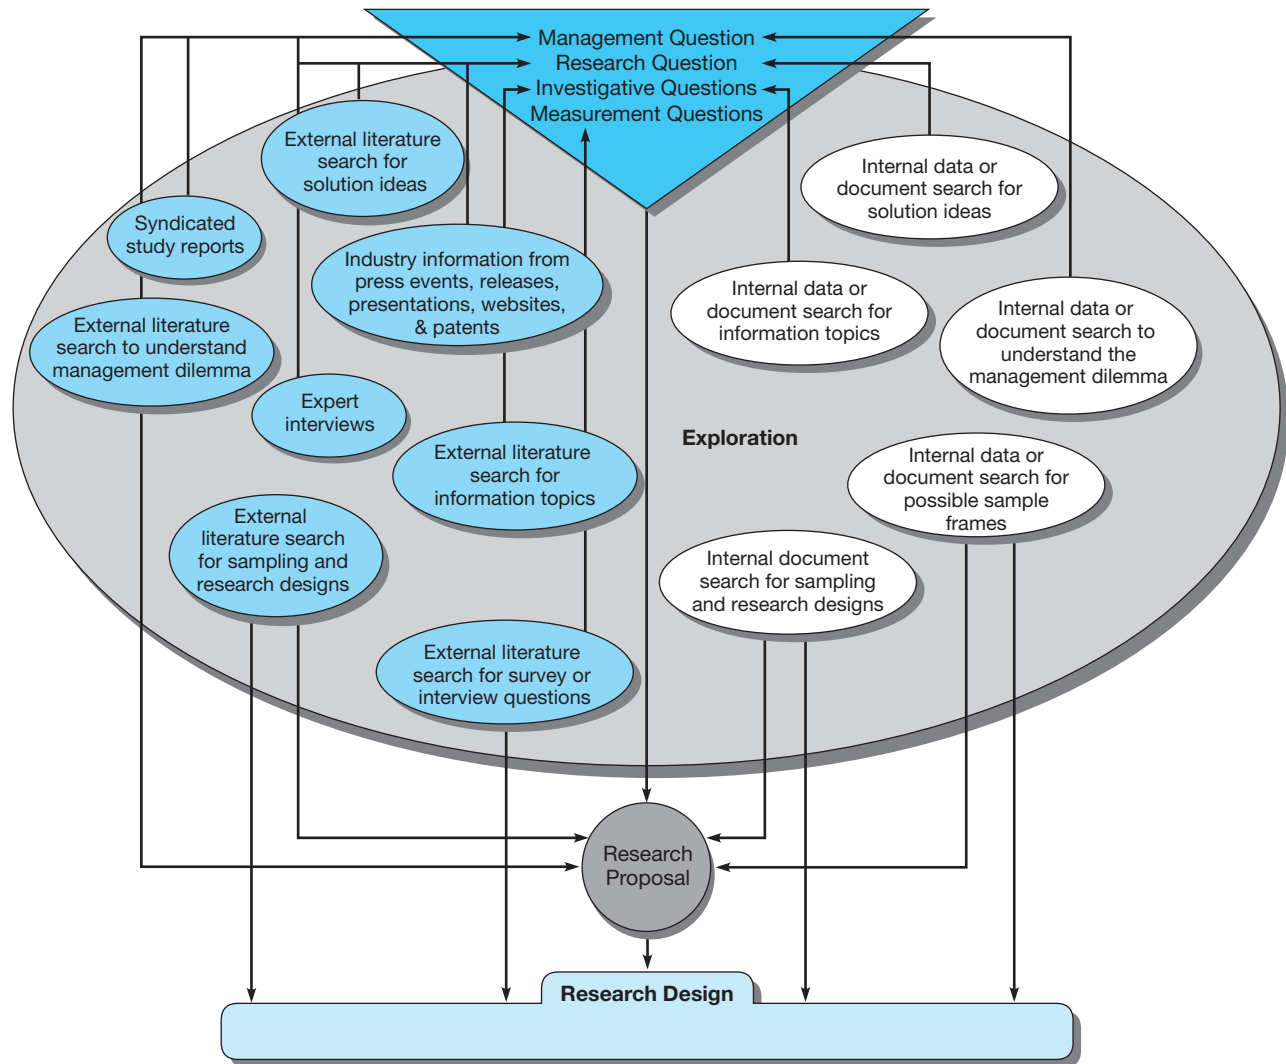 Management Question
Research Question
Investigative Questions
Measurement Questions
External literature
search for
solution ideas
Internal data or
document search for
solution ideas
Syndicated
study reports
Industry information from
press events, releases,
presentations, websites,
& patents
Internal data or
document search for
information topics
Internal data or
document search to
understand the
management dilemma
External literature
search to understand
management dilemma
Expert
interviews
Exploration
External literature
search for
information topics
Internal data or
document search for
possible sample
frames
External
literature search
for sampling and
research designs
Internal document
search for sampling
and research designs
External literature
search for survey or
interview questions
Research
Proposal
Research Design